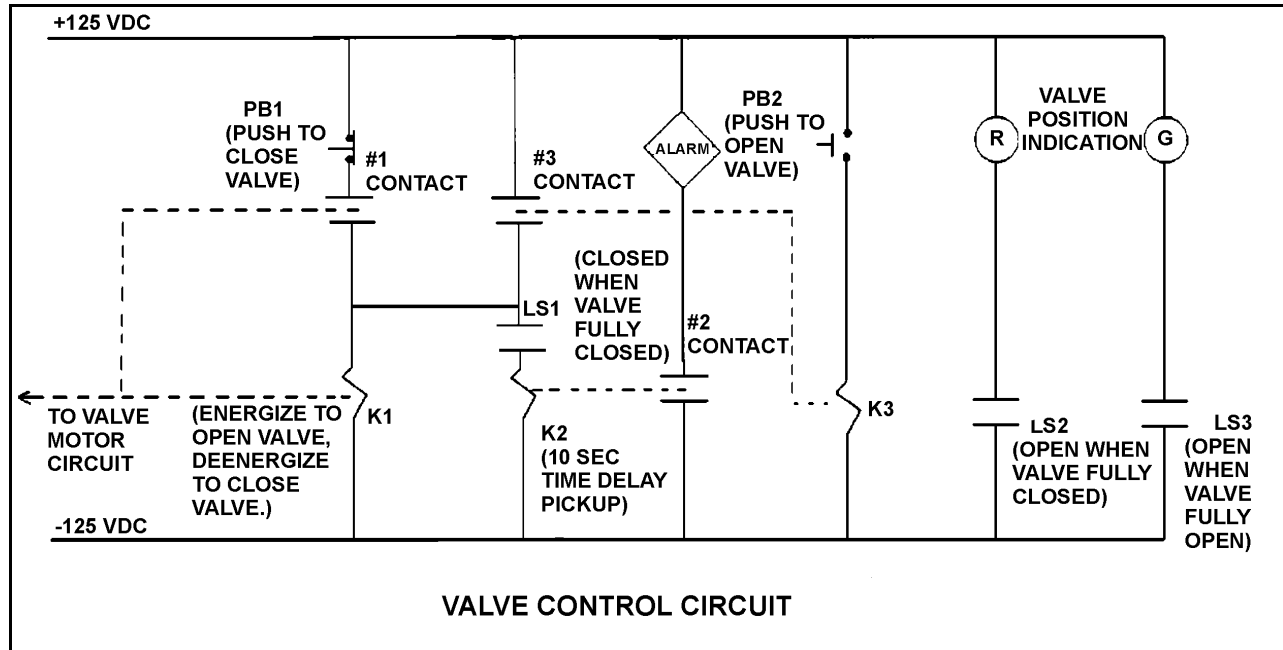 +125 VDC
PB1
(PUSH TO
CLOSE
VALVE)
#1
CONTACT
#3
CONTACT
ALARM
PB2
(PUSH TO
OPEN
VALVE)
R
VALVE
POSITION
INDICATION
G
(CLOSED
WHEN
VALVE
FULLY
CLOSED)
LS1
#2
CONTACT
TO VALVE
MOTOR
CIRCUIT
(ENERGIZE TO
OPEN VALVE,
DEENERGIZE
TO CLOSE
VALVE.)
K1
K2
(10 SEC
TIME DELAY
PICKUP)
K3
LS2
(OPEN WHEN
VALVE FULLY
CLOSED)
LS3
(OPEN
WHEN
VALVE
FULLY
OPEN)
-125 VDC
VALVE CONTROL CIRCUIT